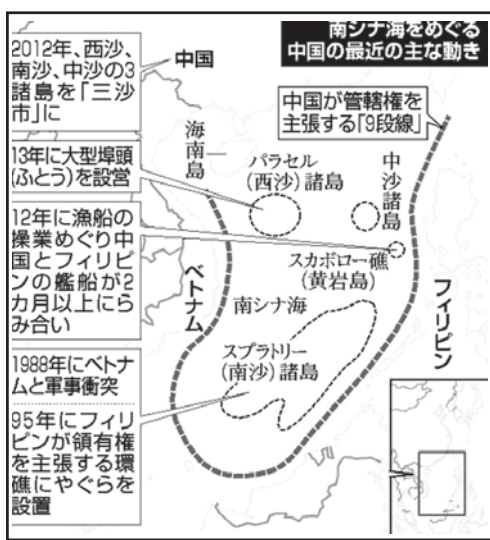 南シナ海をめぐる
中国の最近の主な動き
2012年、西沙、
南沙、中沙の3
諸島を「三沙
市」に
中国
中国が管轄権を
主張する「9段線」
13年に大型埠頭
(ふとう)を設営
海南島
パラセル
(西沙)諸島
中沙諸島
12年に漁船の
操業めぐり中
国とフィリピ
ンの艦船が2
カ月以上にら
み合い
スカボロー礁
(黄岩島)
ベトナム
フィリピン
南シナ海
スプラトリー
(南沙)諸島
1988年にベトナ
ムと軍事衝突
95年にフィリ
ピンが領有権
を主張する環
礁にやぐらを
設置